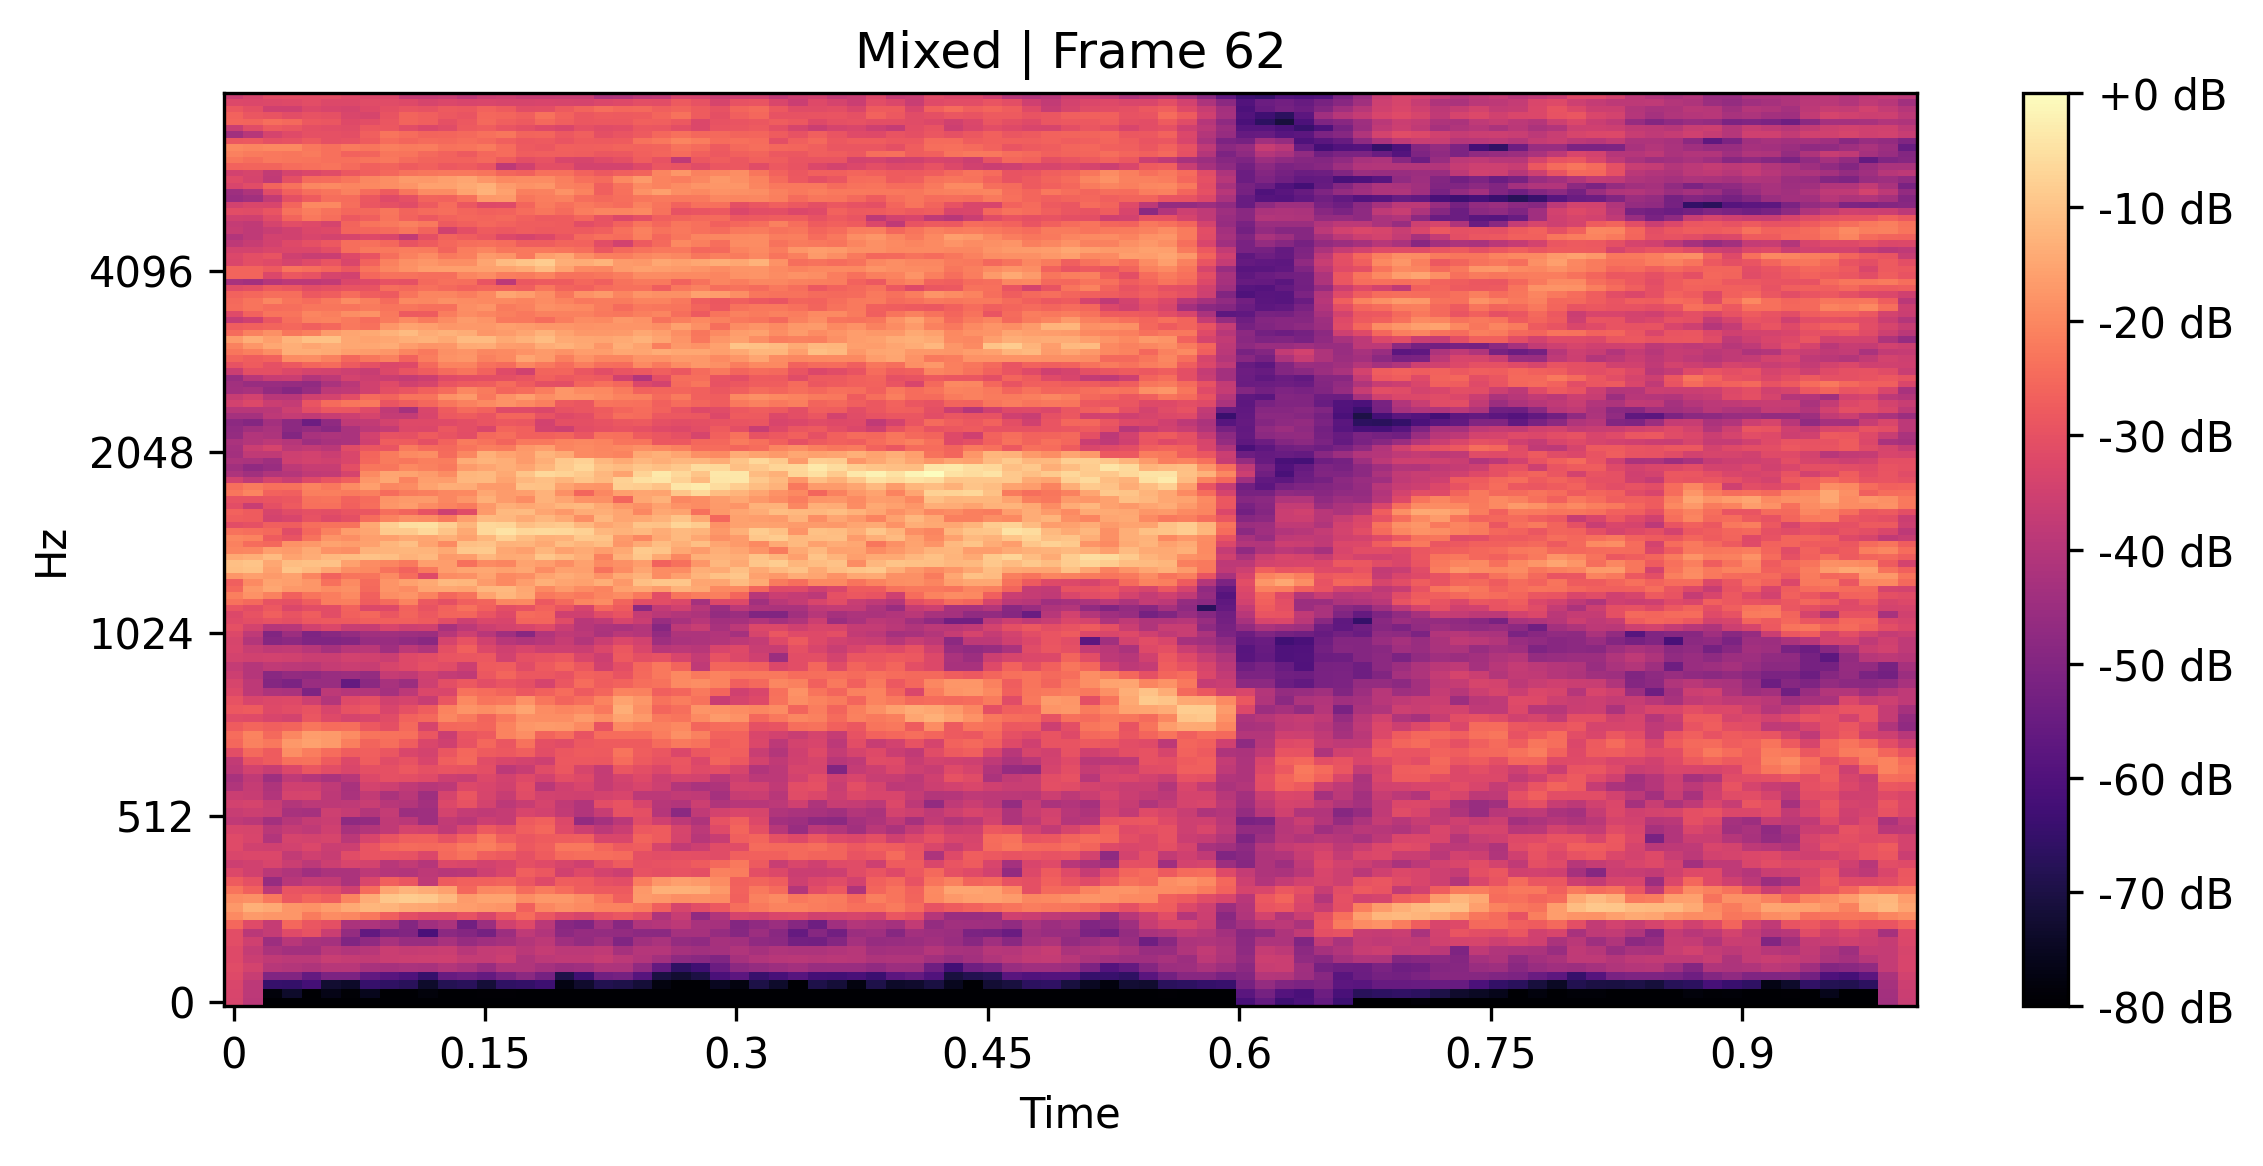 Mixed | Frame 62
+0 dB
-10 dB
-20 dB
-30 dB
-40 dB
-50 dB
-60 dB
-70 dB
-80 dB
Hz
4096
2048
1024
512
0
0 0.15 0.3 0.45 0.6 0.75 0.9
Time